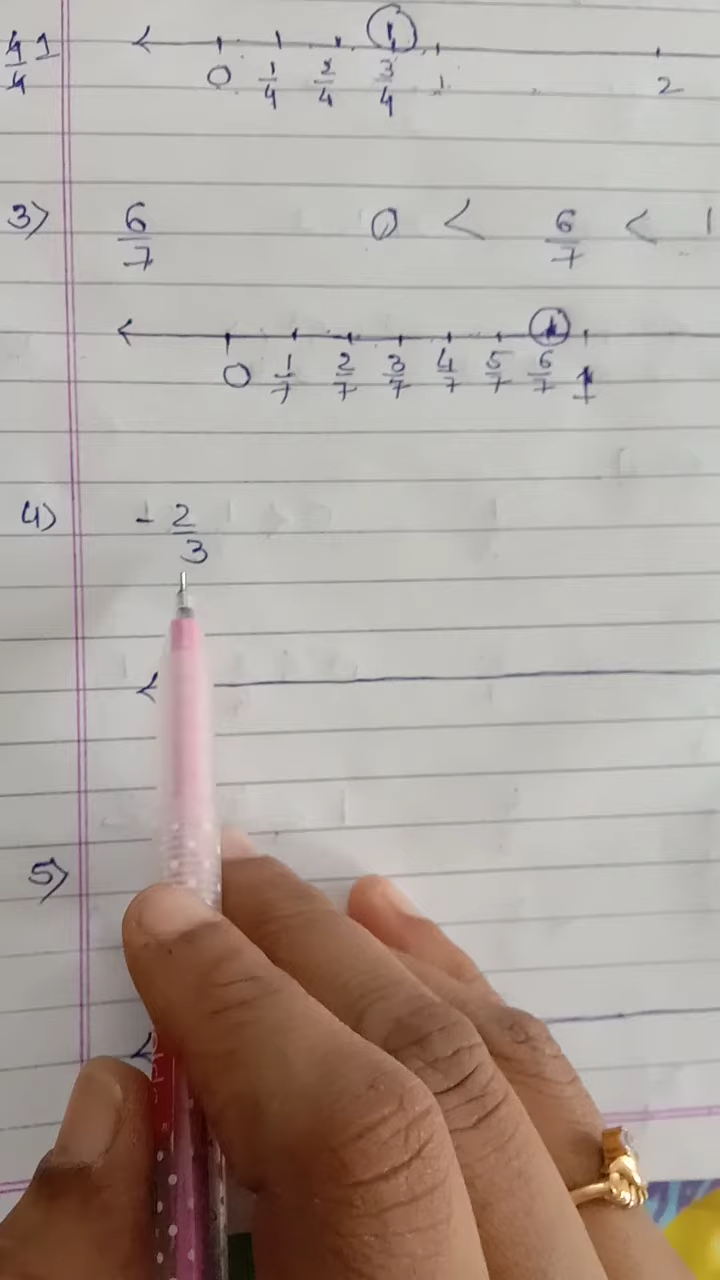 4/4 1
0 1/4 2/4 3/4 1 2
3) 6/7 0 < 6/7 < 1
0 1/7 2/7 3/7 4/7 5/7 6/7 1
4) - 2/3
5)